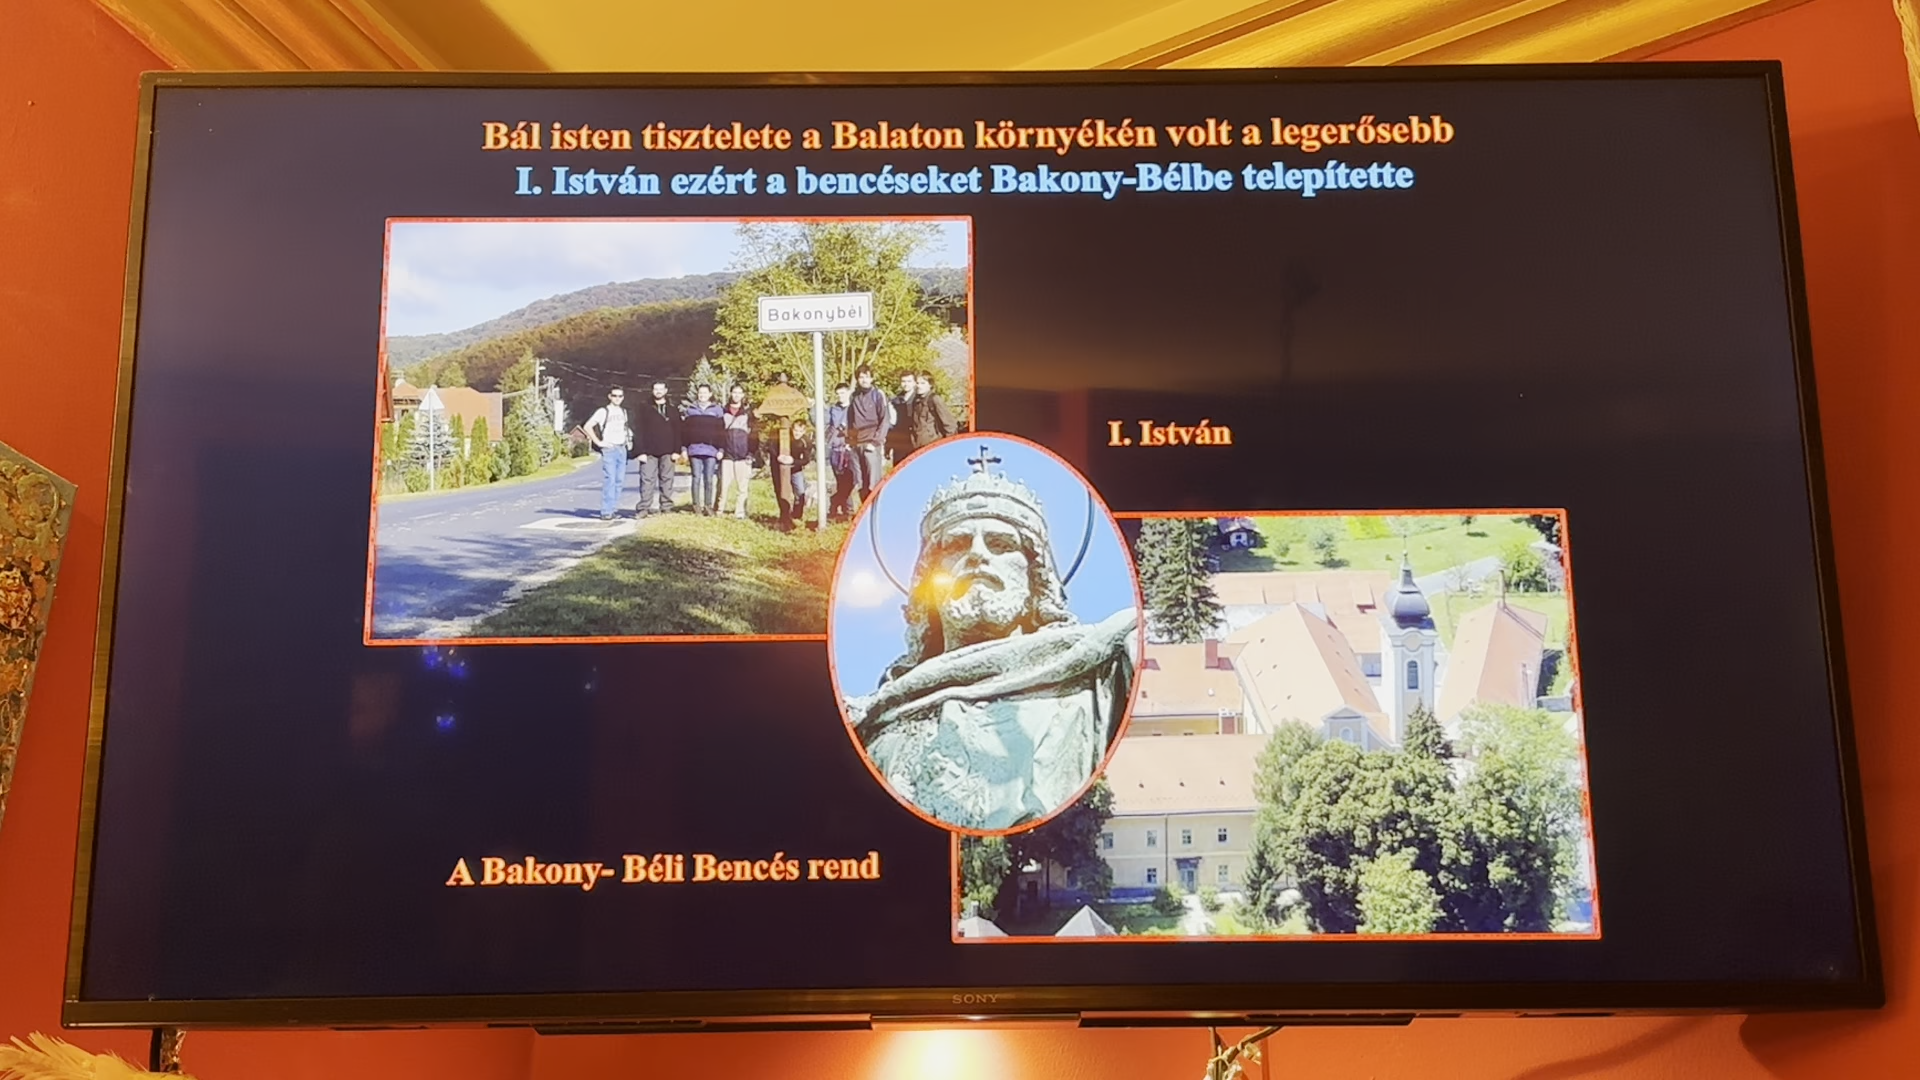 Bál isten tisztelete a Balaton környékén volt a legerősebb
I. István ezért a bencéseket Bakony-Bélbe telepítette
Bakonybél
I. István
A Bakony- Béli Bencés rend
SONY